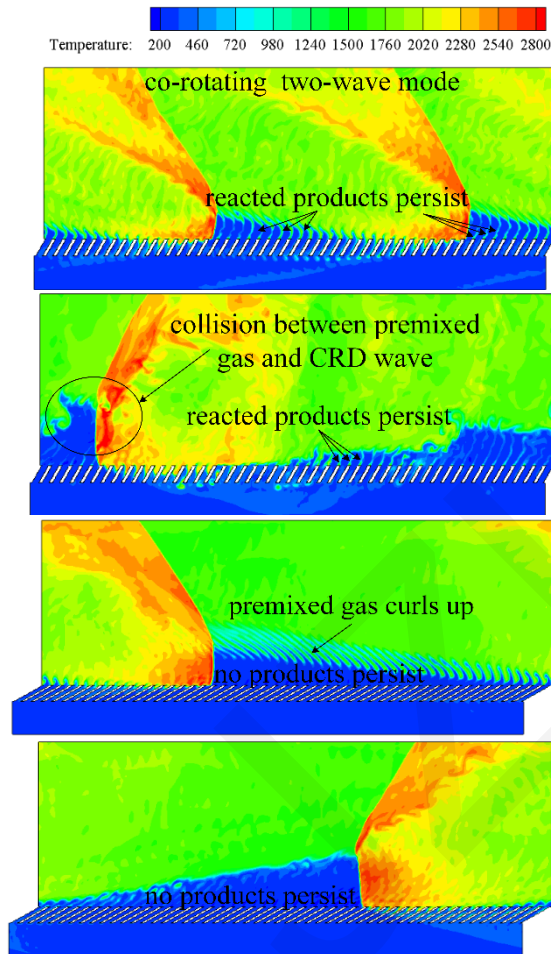 Temperature: 200 460 720 980 1240 1500 1760 2020 2280 2540 2800
co-rotating two-wave mode
reacted products persist
collision between premixed
gas and CRD wave
reacted products persist
premixed gas curls up
no products persist
no products persist